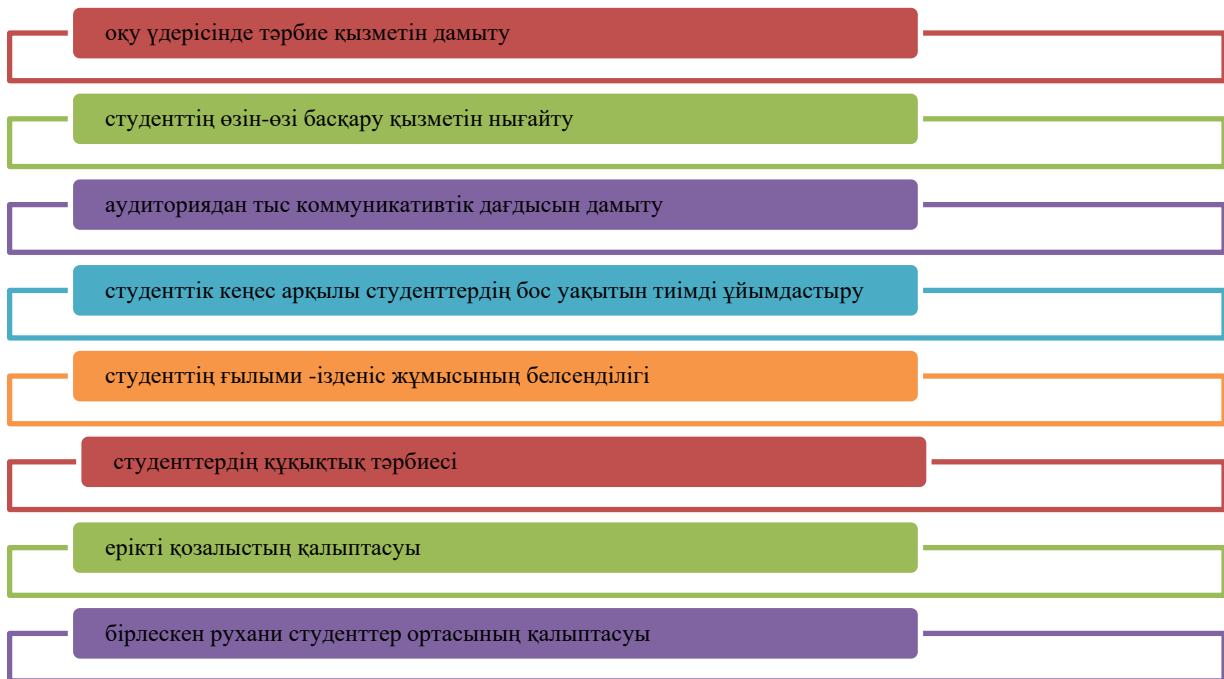 оқу үдерісінде тәрбие қызметін дамыту
студенттің өзін-өзі басқару қызметін нығайту
аудиториядан тыс коммуникативтік дағдысын дамыту
студенттік кеңес арқылы студенттердің бос уақытын тиімді ұйымдастыру
студенттің ғылыми -ізденіс жұмысының белсенділігі
студенттердің құқықтық тәрбиесі
ерікті қозалыстың қалыптасуы
бірлескен рухани студенттер ортасының қалыптасуы